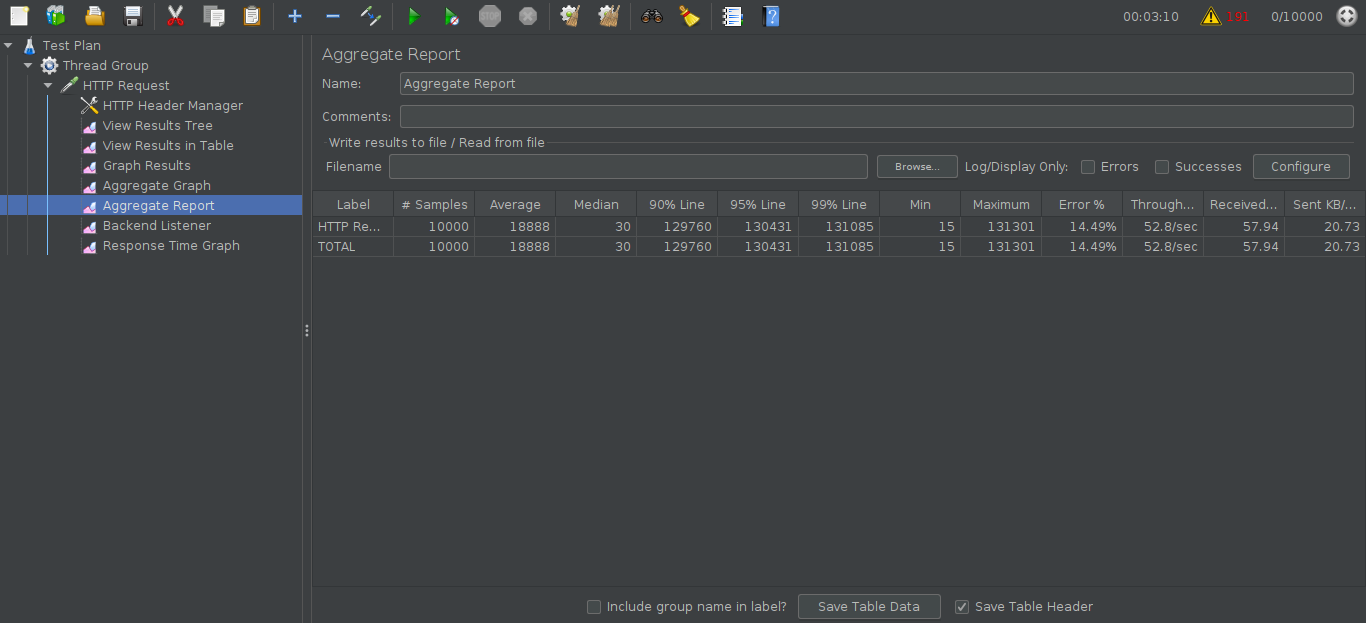 00:03:10 191 0/10000
Test Plan
Thread Group
HTTP Request
HTTP Header Manager
View Results Tree
View Results in Table
Graph Results
Aggregate Graph
Aggregate Report
Backend Listener
Response Time Graph
Aggregate Report
Name: Aggregate Report
Comments:
Write results to file / Read from file
Filename Browse... Log/Display Only: Errors Successes Configure
Label # Samples Average Median 90% Line 95% Line 99% Line Min Maximum Error % Through... Received... Sent KB/...
HTTP Re... 10000 18888 30 129760 130431 131085 15 131301 14.49% 52.8/sec 57.94 20.73
TOTAL 10000 18888 30 129760 130431 131085 15 131301 14.49% 52.8/sec 57.94 20.73
Include group name in label? Save Table Data Save Table Header